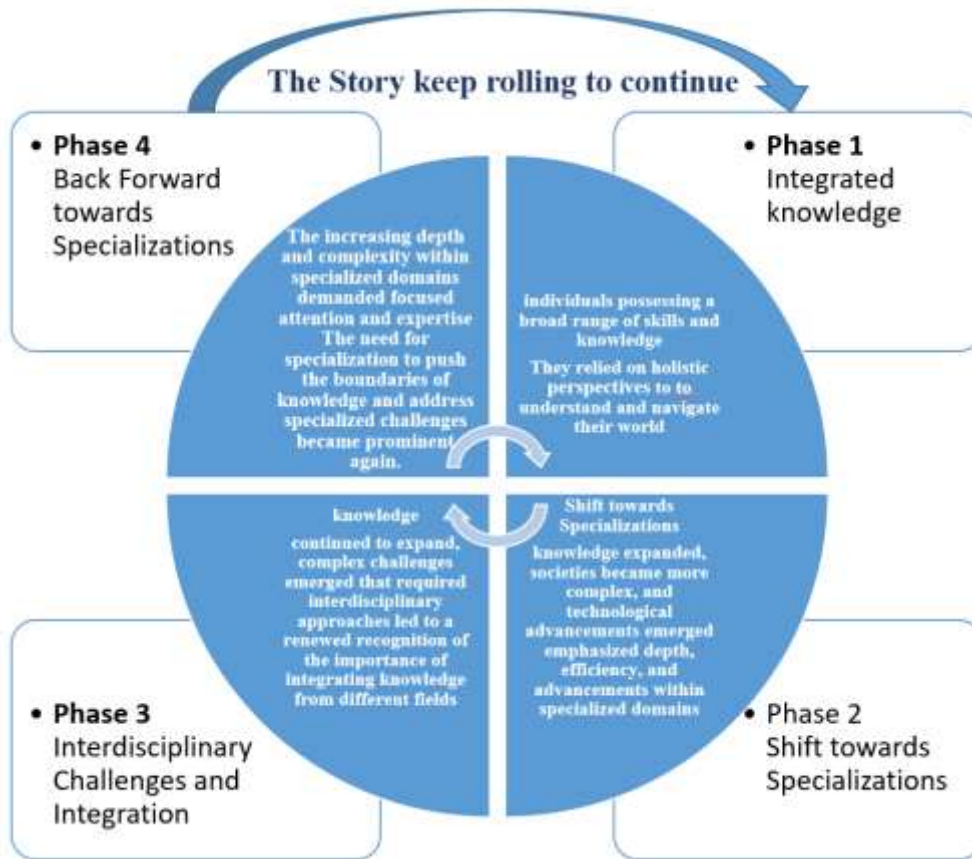 The Story keep rolling to continue
• Phase 4
Back Forward
towards
Specializations
• Phase 1
Integrated
knowledge
The increasing depth
and complexity within
specialized domains
demanded focused
attention and expertise
The need for
specialization to push
the boundaries of
knowledge and address
specialized challenges
became prominent
again.
individuals possessing a
broad range of skills and
knowledge
They relied on holistic
perspectives to to
understand and navigate
their world
knowledge
continued to expand,
complex challenges
emerged that required
interdisciplinary
approaches led to a
renewed recognition of
the importance of
integrating knowledge
from different fields
Shift towards
Specializations
knowledge expanded,
societies became more
complex, and
technological
advancements emerged
emphasized depth,
efficiency, and
advancements within
specialized domains
• Phase 3
Interdisciplinary
Challenges and
Integration
• Phase 2
Shift towards
Specializations